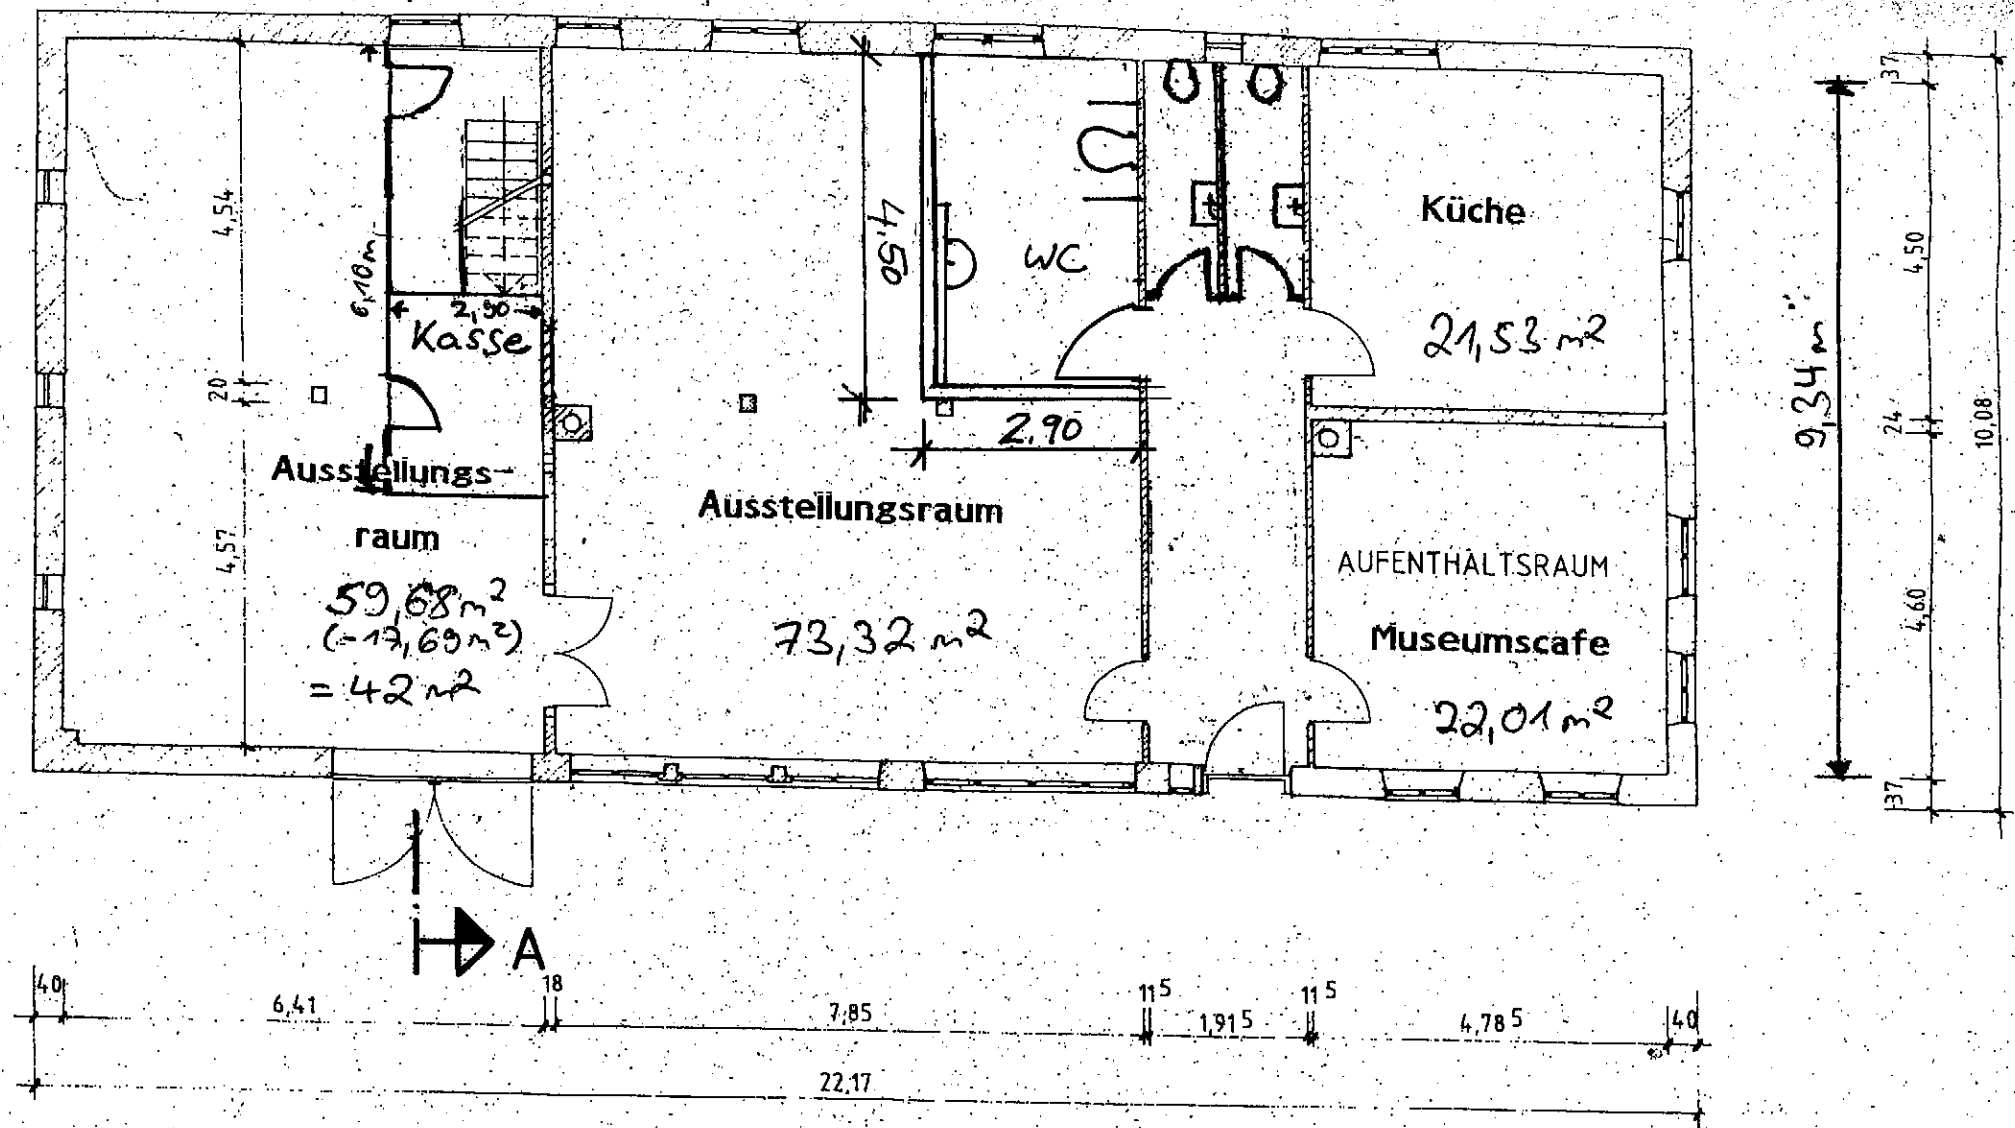 37
4,54
6,10m
4,50
WC
Küche
4,50
9,34 m
21,53 m²
2,90
Kasse
20
24
10,08
2.90
Ausstellungs-
raum
Ausstellungsraum
4,57
AUFENTHALTSRAUM
4,60
59,68 m²
(-17,69 m²)
= 42 m²
73,32 m²
Museumscafe
22,01 m²
37
A
40
6,41
18
7,85
11⁵
1,91⁵
11⁵
4,78⁵
40
22,17